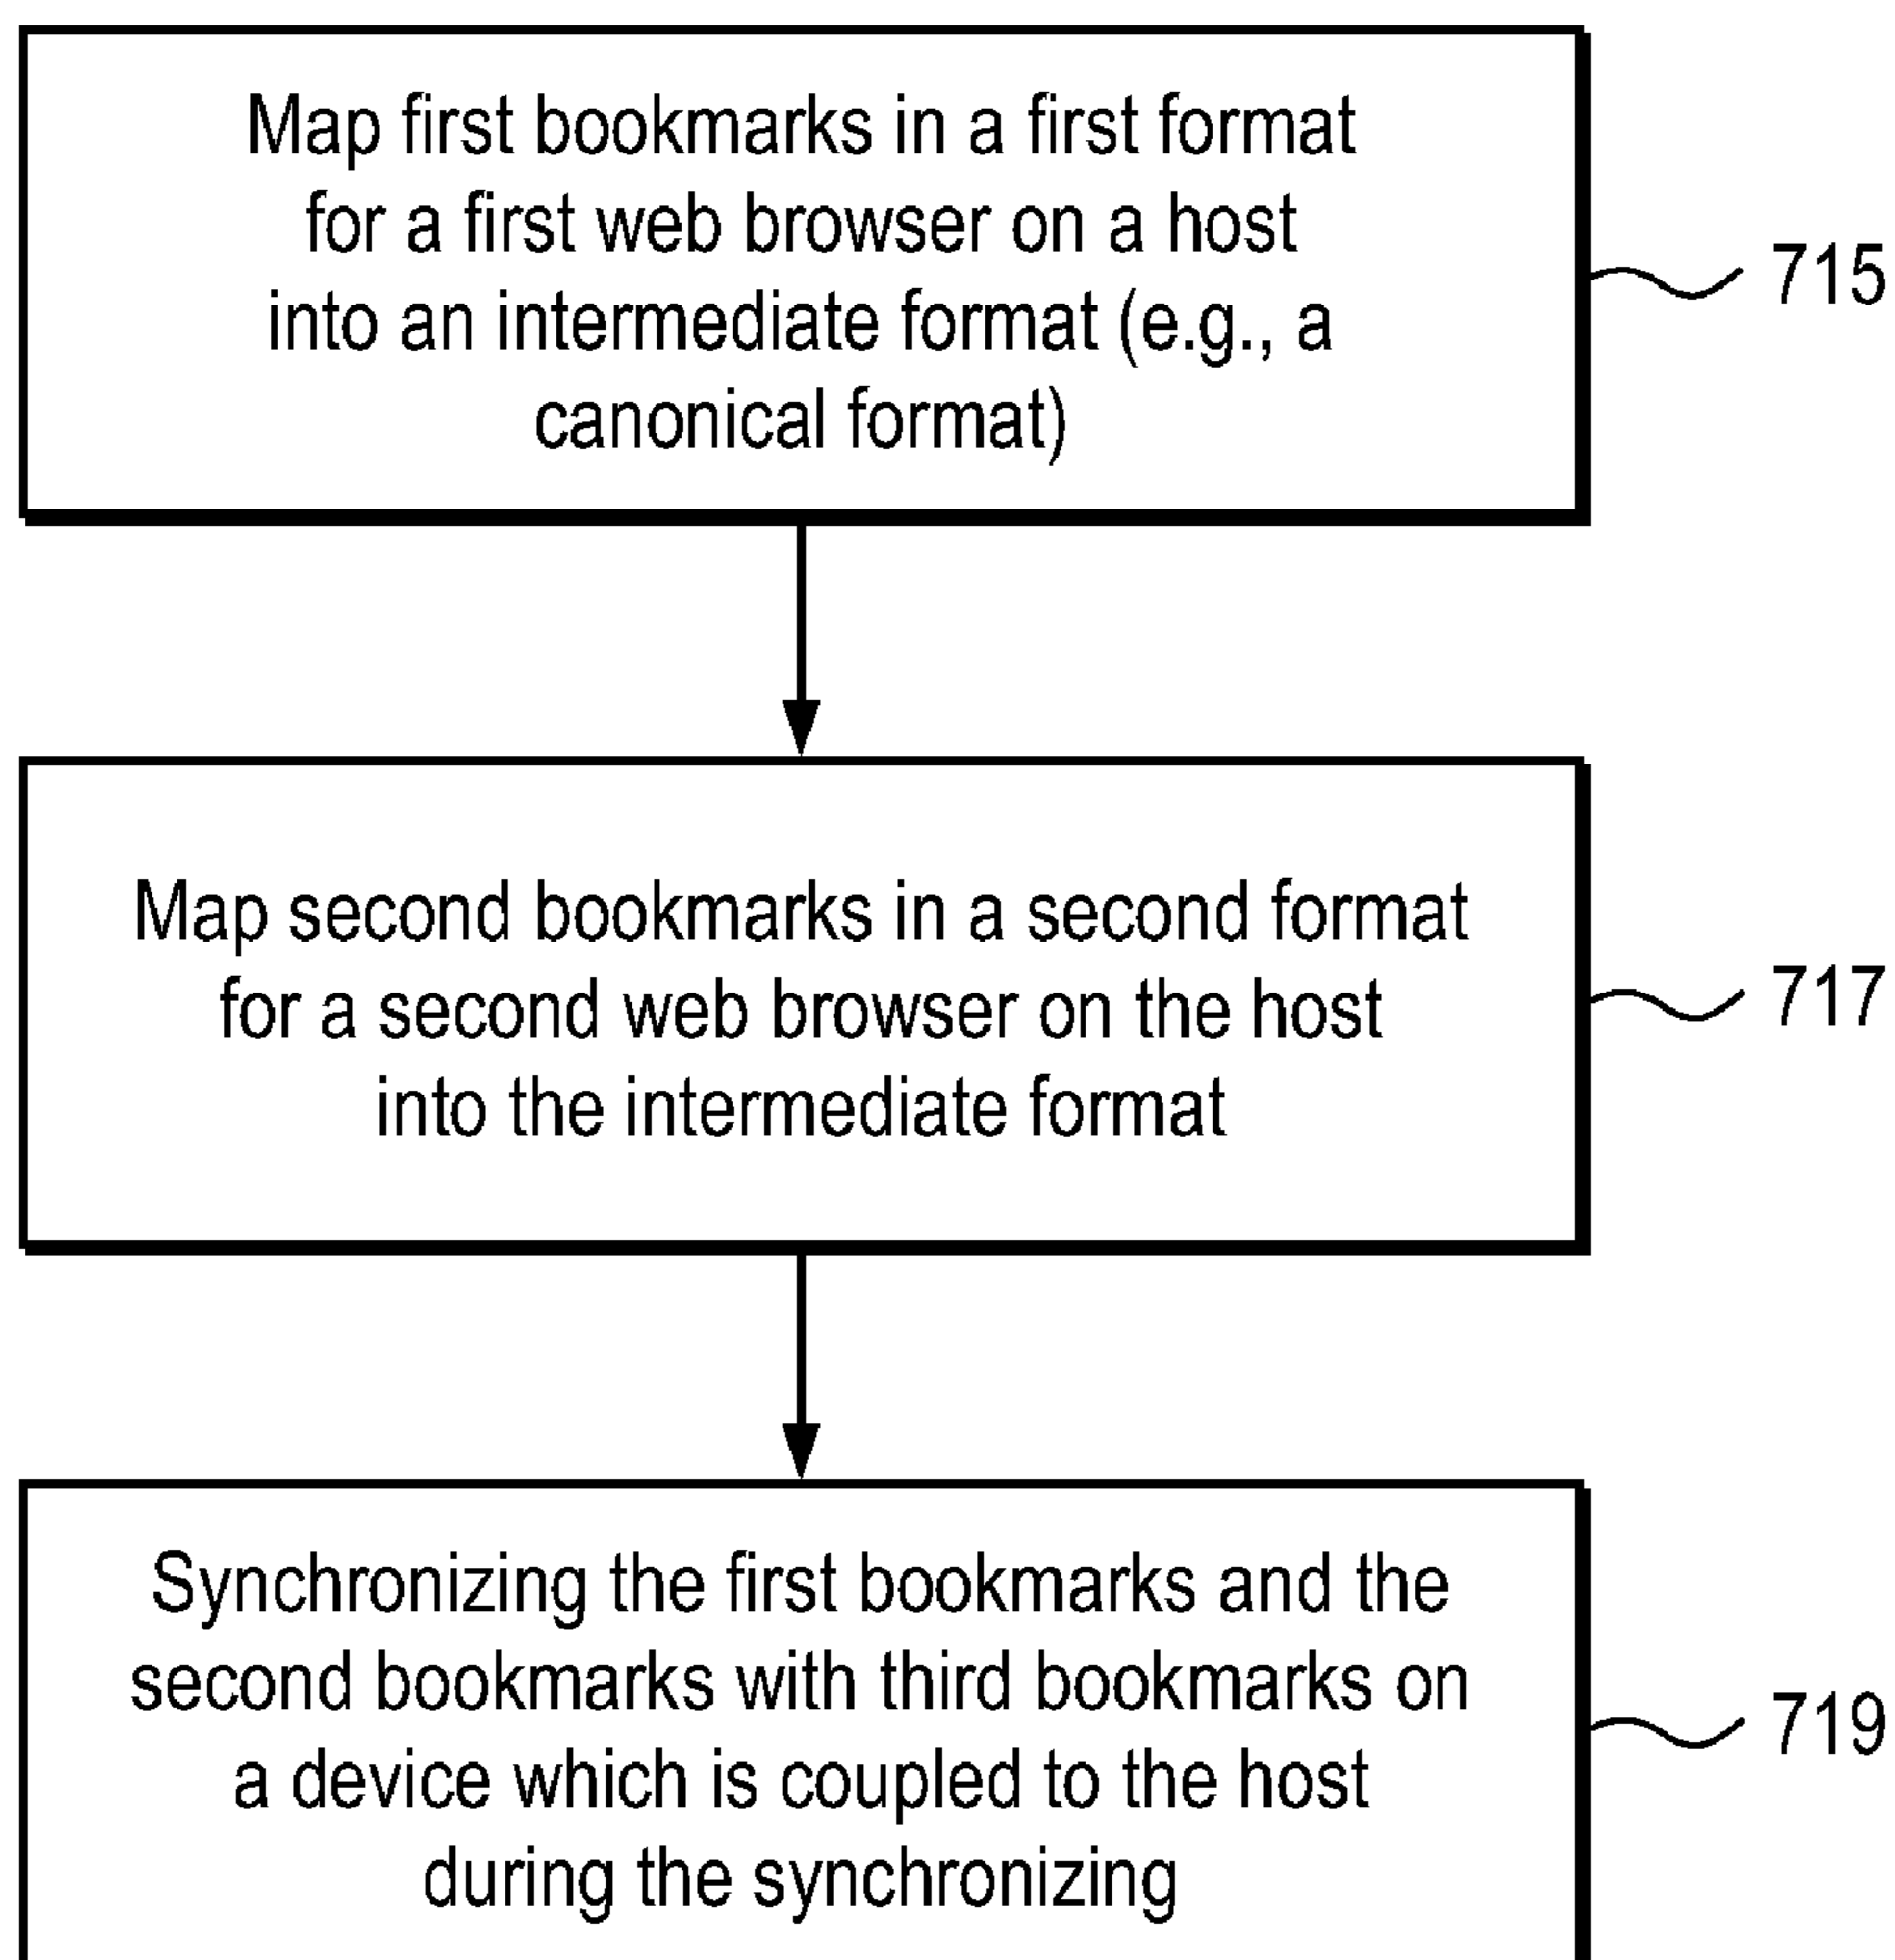 Map first bookmarks in a first format
for a first web browser on a host
into an intermediate format (e.g., a
canonical format)
715
Map second bookmarks in a second format
for a second web browser on the host
into the intermediate format
717
Synchronizing the first bookmarks and the
second bookmarks with third bookmarks on
a device which is coupled to the host
during the synchronizing
719